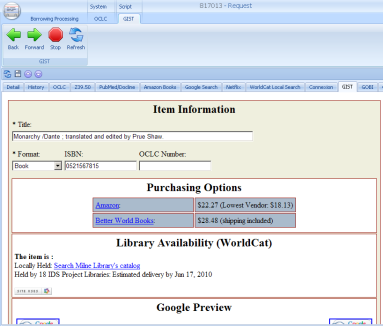 System Script B17013 - Request
Borrowing Processing OCLC GIST
Back Forward Stop Refresh
GIST
Detail History OCLC Z39.50 PubMed/Docline Amazon Books Google Search Netflix WorldCat Local Search Connexion GIST GOBI
Item Information
* Title:
Monarchy /Dante : translated and edited by Prue Shaw.
* Format: ISBN: OCLC Number:
Book 0521567815
Purchasing Options
Amazon: $22.27 (Lowest Vendor: $18.13)
Better World Books: $28.48 (shipping included)
Library Availability (WorldCat)
The item is :
Locally Held: Search Milne Library's catalog
Held by 18 IDS Project Libraries: Estimated delivery by Jun 17, 2010
Google Preview